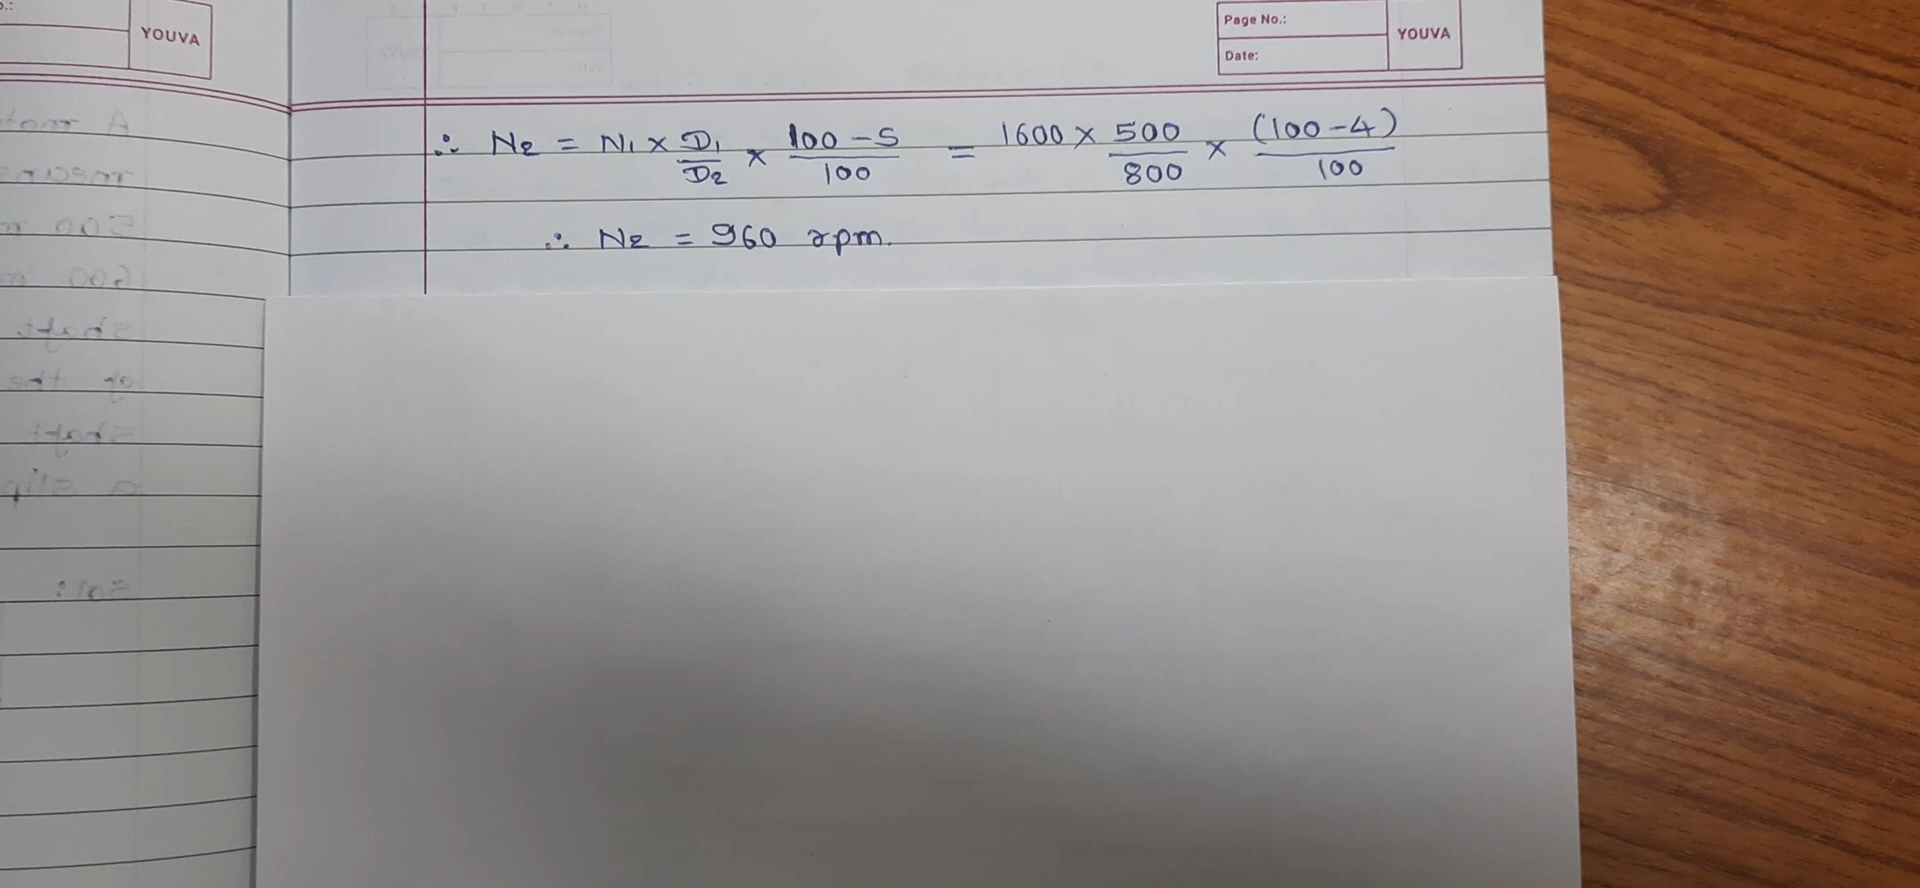 YOUVA
Page No.:
Date:
YOUVA
∴ N2 = N1 × D1/D2 × 100 - S/100 = 1600 × 500/800 × (100 - 4)/100
∴ N2 = 960 rpm.